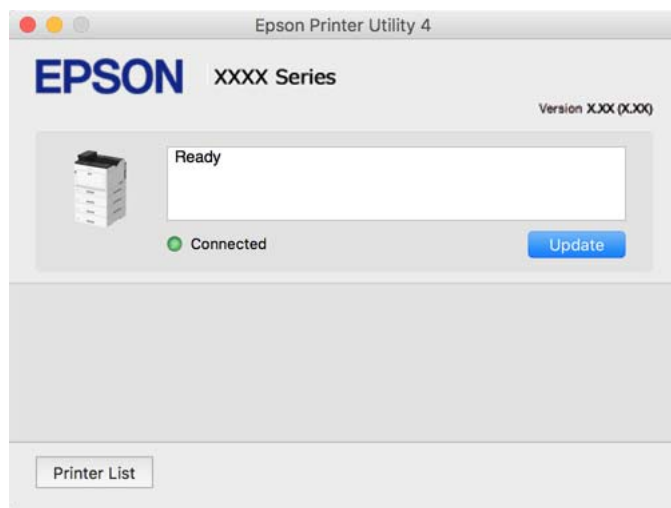 Epson Printer Utility 4
EPSON XXXX Series
Version X.XX (X.XX)
Ready
Connected
Update
Printer List